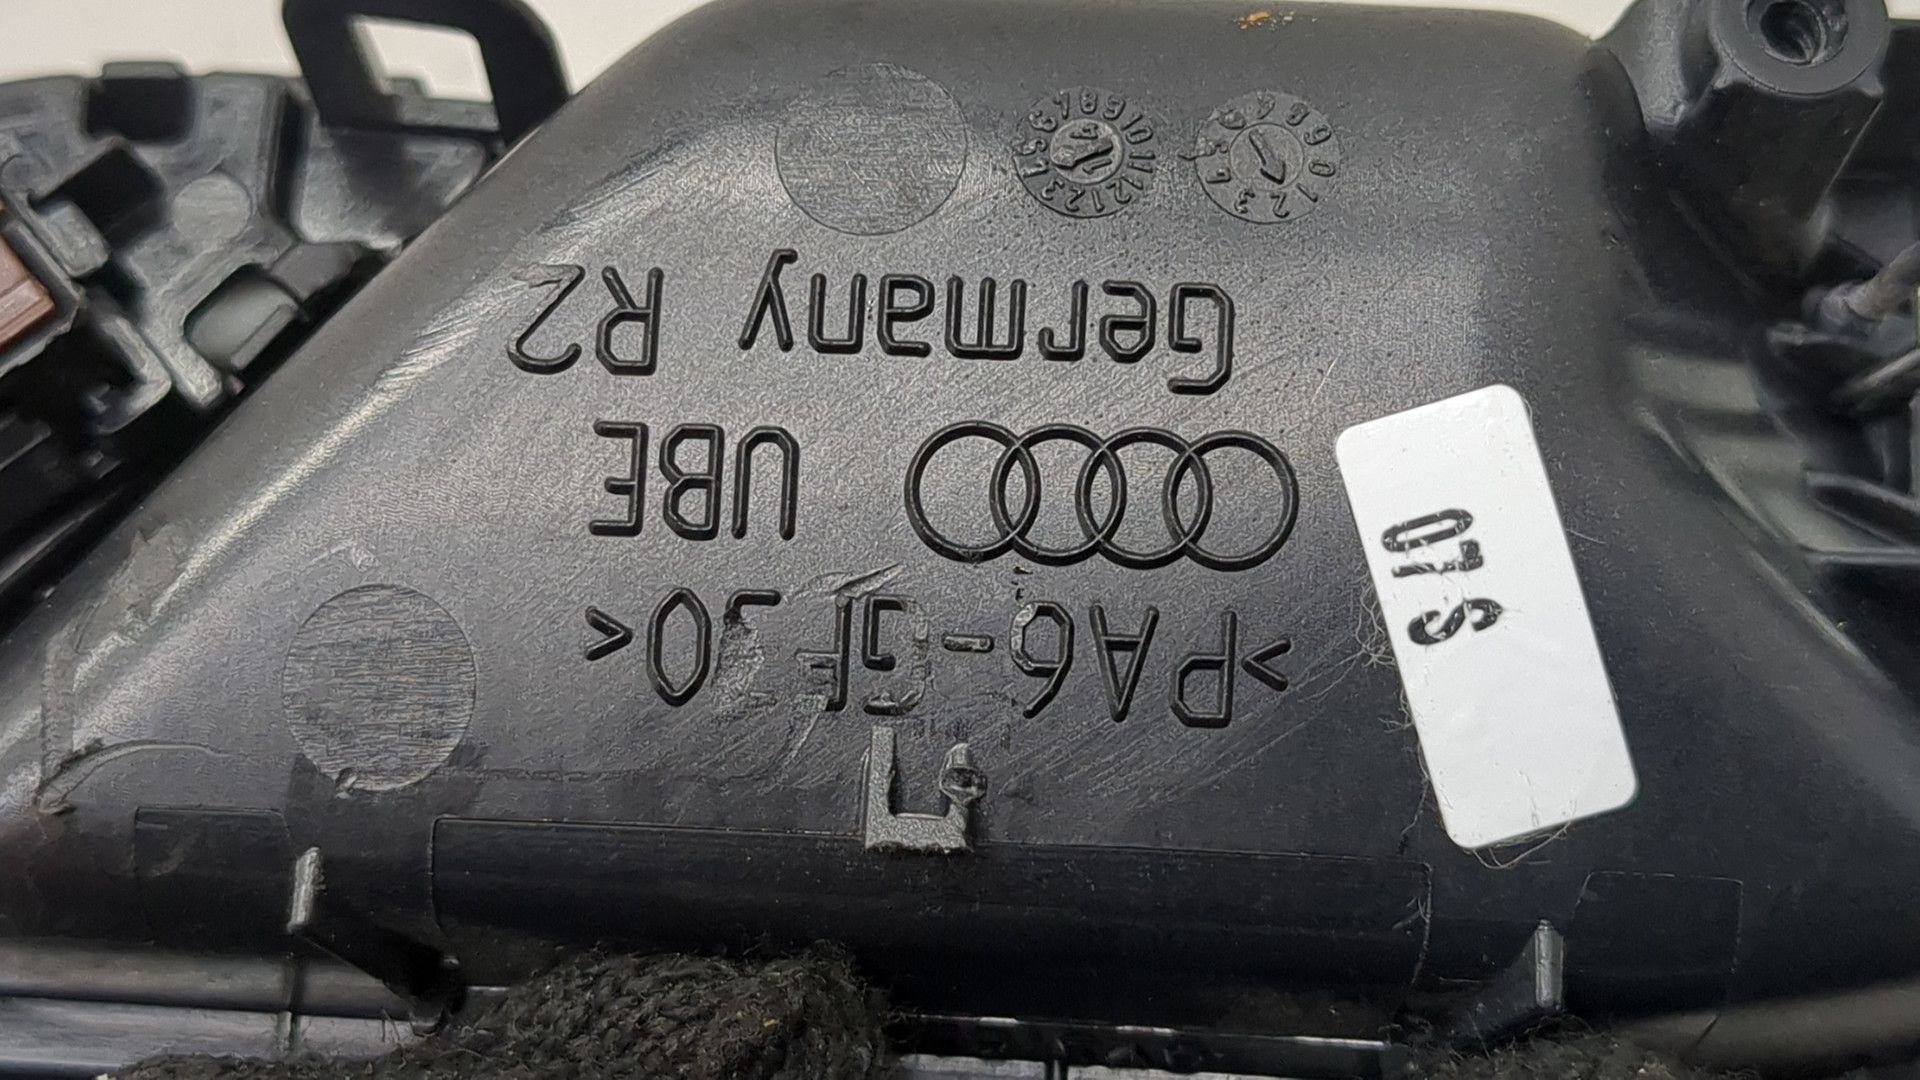 >PA6-GF30<
UBE
Germany R2